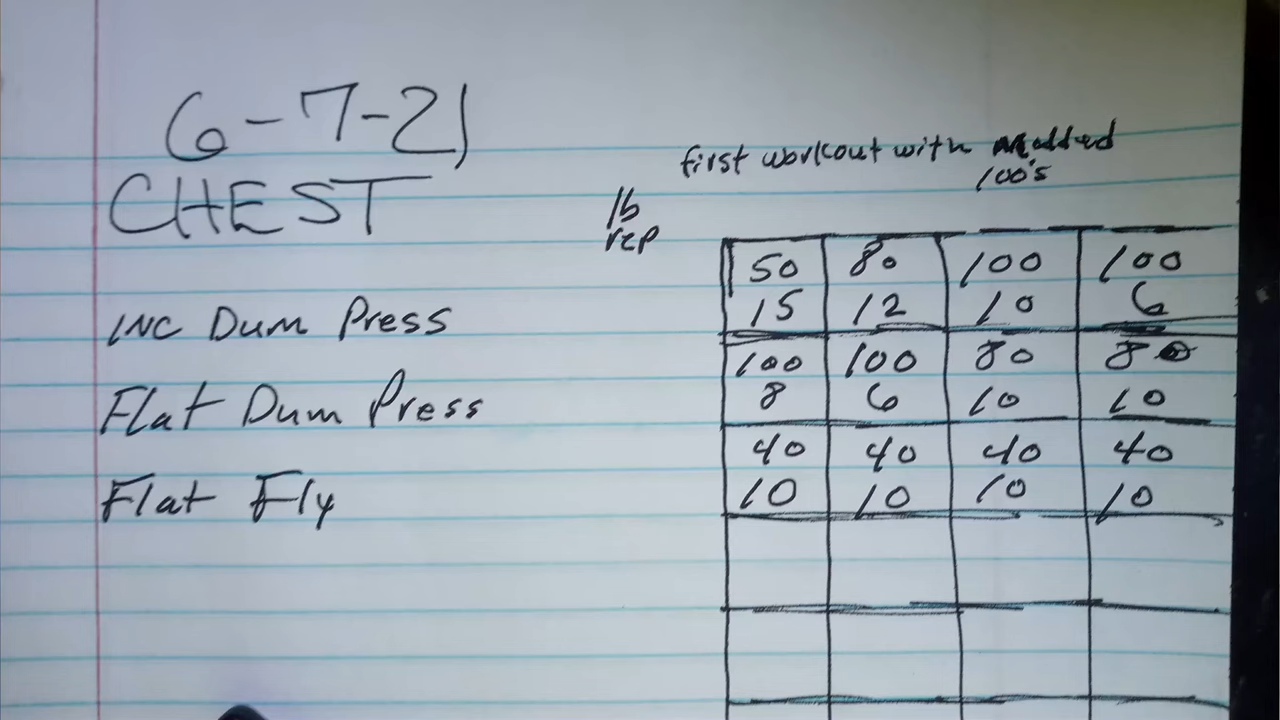 6-7-21
CHEST
first workout with added
100's
lb
rep
50 80 100 100
INC Dum Press 15 12 10 6
100 100 80 80
Flat Dum Press 8 6 10 10
40 40 40 40
Flat Fly 10 10 10 10